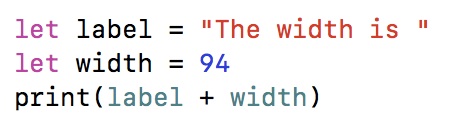 let label = "The width is "
let width = 94
print(label + width)